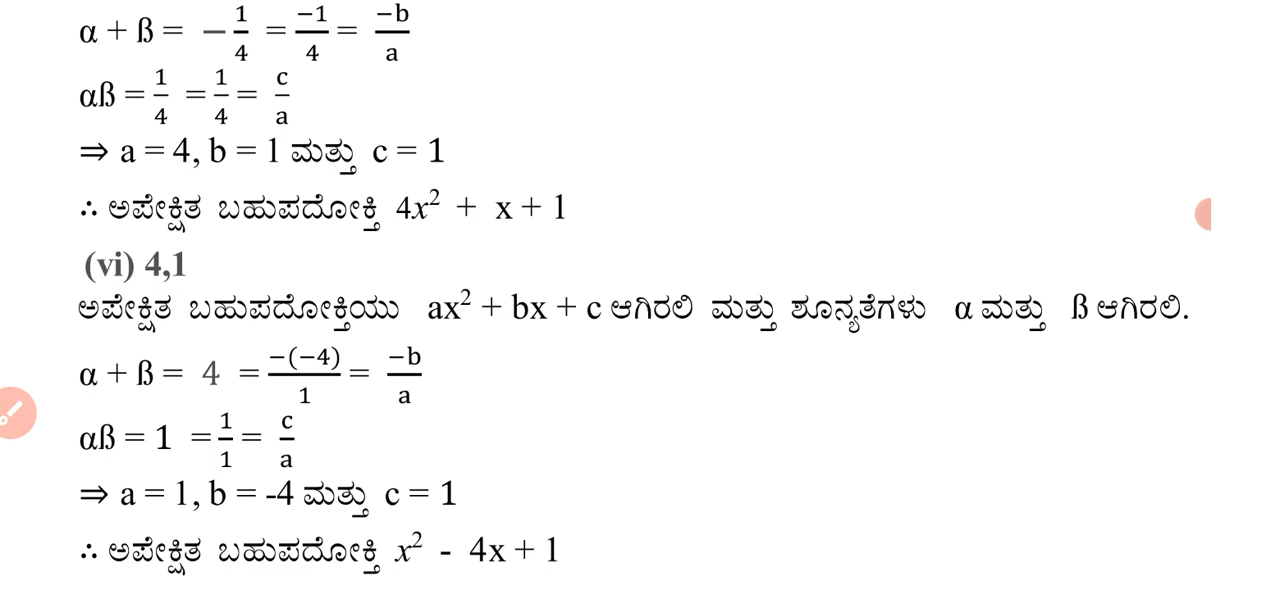 α + ß = − 1/4 = −1/4 = −b/a
αß = 1/4 = 1/4 = c/a
⇒ a = 4, b = 1 ಮತ್ತು c = 1
∴ ಅಪೇಕ್ಷಿತ ಬಹುಪದೋಕ್ತಿ 4x² + x + 1
(vi) 4,1
ಅಪೇಕ್ಷಿತ ಬಹುಪದೋಕ್ತಿಯು ax² + bx + c ಆಗಿರಲಿ ಮತ್ತು ಶೂನ್ಯತೆಗಳು α ಮತ್ತು ß ಆಗಿರಲಿ.
α + ß = 4 = −(−4)/1 = −b/a
αß = 1 = 1/1 = c/a
⇒ a = 1, b = -4 ಮತ್ತು c = 1
∴ ಅಪೇಕ್ಷಿತ ಬಹುಪದೋಕ್ತಿ x² - 4x + 1